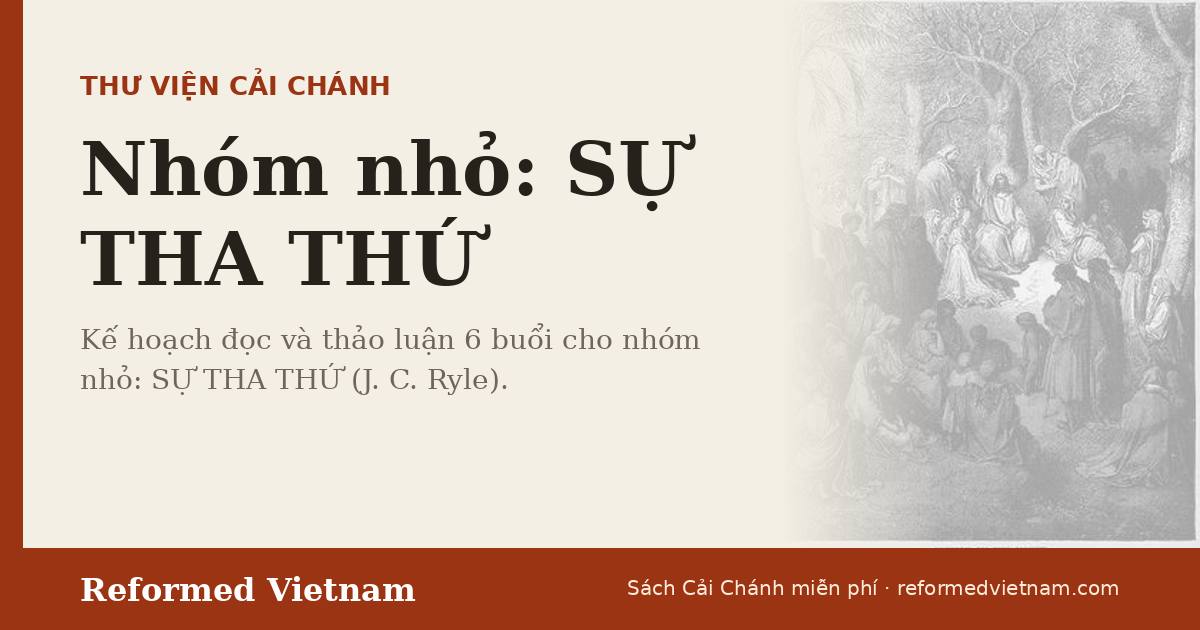 THƯ VIỆN CẢI CHÁNH
Nhóm nhỏ: SỰ
THA THỨ
Kế hoạch đọc và thảo luận 6 buổi cho nhóm
nhỏ: SỰ THA THỨ (J. C. Ryle).
Reformed Vietnam
Sách Cải Chánh miễn phí · reformedvietnam.com